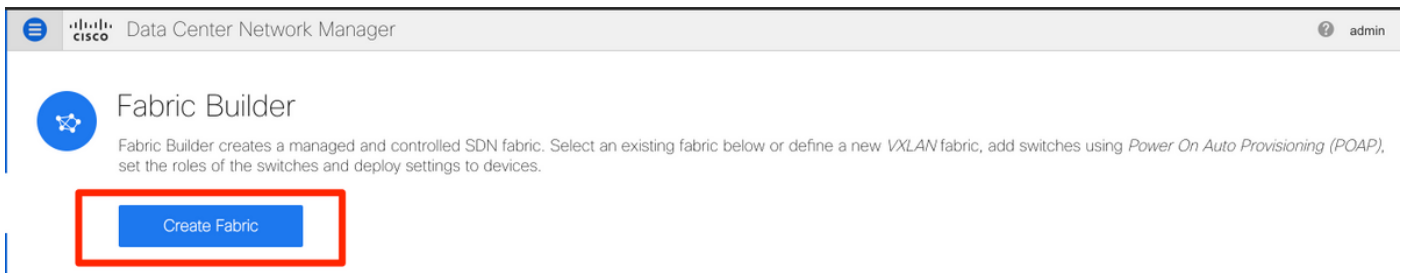 cisco Data Center Network Manager ? admin
Fabric Builder
Fabric Builder creates a managed and controlled SDN fabric. Select an existing fabric below or define a new VXLAN fabric, add switches using Power On Auto Provisioning (POAP),
set the roles of the switches and deploy settings to devices.
Create Fabric